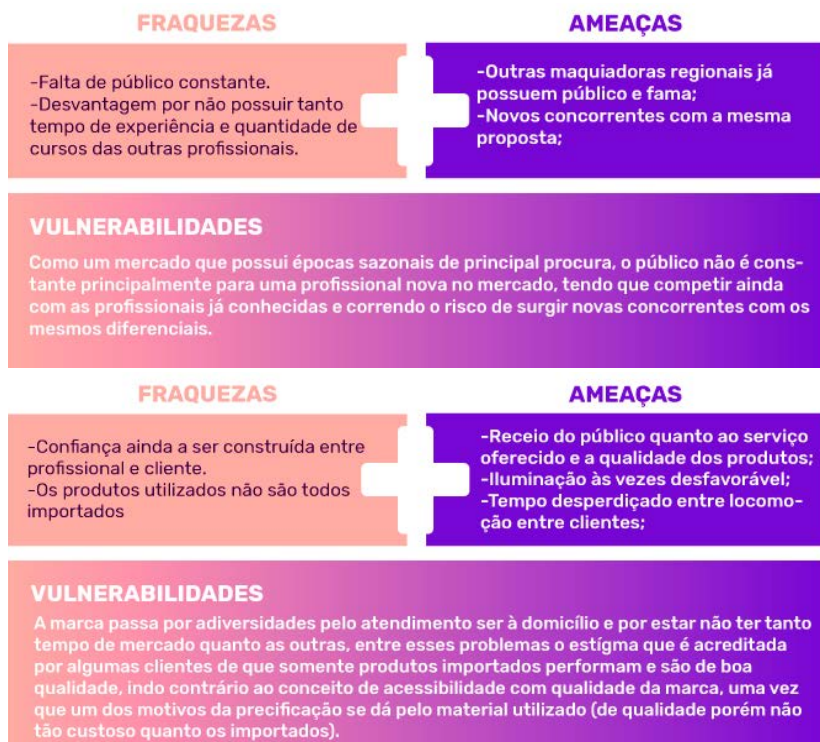 FRAQUEZAS
-Falta de público constante.
-Desvantagem por não possuir tanto
tempo de experiência e quantidade de
cursos das outras profissionais.
AMEAÇAS
-Outras maquiadoras regionais já
possuem público e fama;
-Novos concorrentes com a mesma
proposta;
VULNERABILIDADES
Como um mercado que possui épocas sazonais de principal procura, o público não é cons-
tante principalmente para uma profissional nova no mercado, tendo que competir ainda
com as profissionais já conhecidas e correndo o risco de surgir novas concorrentes com os
mesmos diferenciais.
FRAQUEZAS
-Confiança ainda a ser construída entre
profissional e cliente.
-Os produtos utilizados não são todos
importados
AMEAÇAS
-Receio do público quanto ao serviço
oferecido e a qualidade dos produtos;
-Iluminação às vezes desfavorável;
-Tempo desperdiçado entre locomo-
ção entre clientes;
VULNERABILIDADES
A marca passa por adiversidades pelo atendimento ser à domicílio e por estar não ter tanto
tempo de mercado quanto as outras, entre esses problemas o estígma que é acreditada
por algumas clientes de que somente produtos importados performam e são de boa
qualidade, indo contrário ao conceito de acessibilidade com qualidade da marca, uma vez
que um dos motivos da precificação se dá pelo material utilizado (de qualidade porém não
tão custoso quanto os importados).